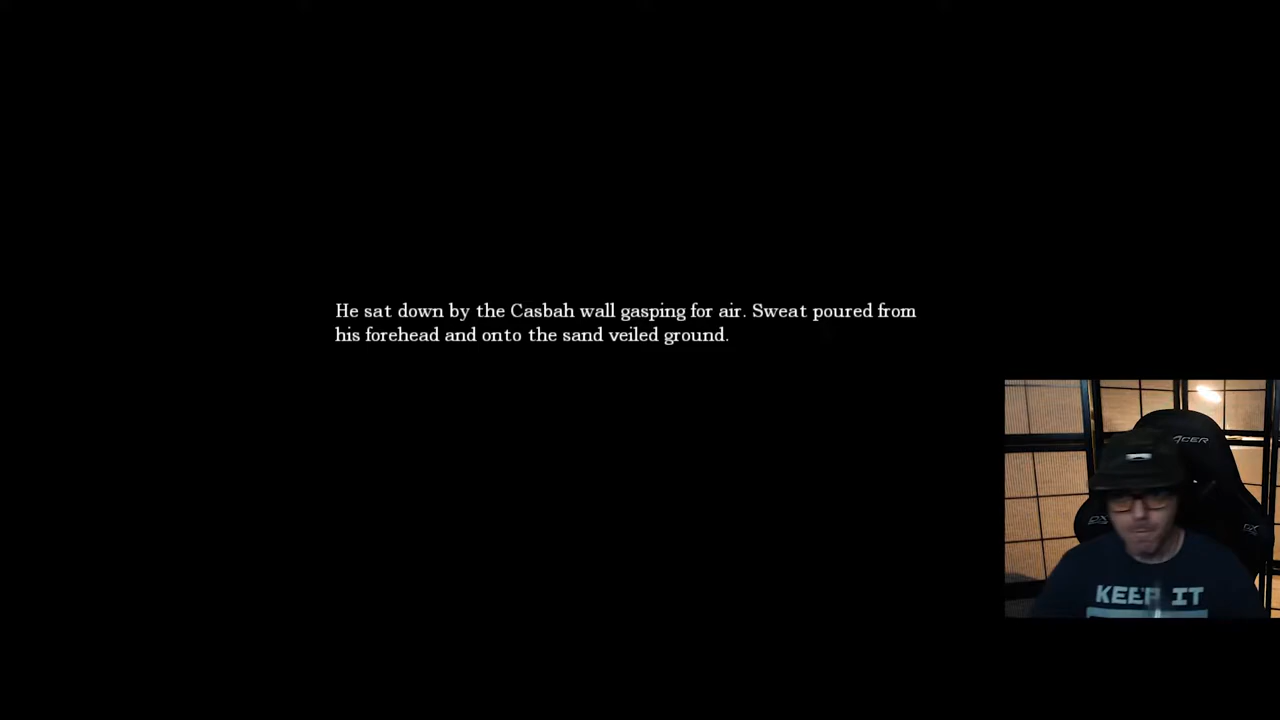 He sat down by the Casbah wall gasping for air. Sweat poured from
his forehead and onto the sand veiled ground.
ACER
KEEP IT